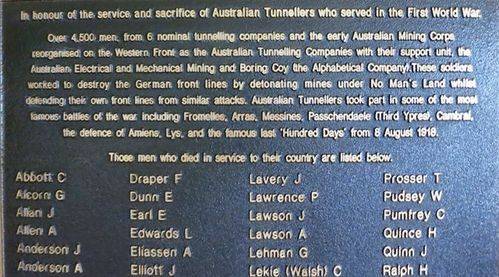 In honour of the service and sacrifice of Australian Tunnellers who served in the First World War.
Over 4,500 men, from 6 nominal tunnelling companies and the early Australian Mining Corps
reorganised on the Western Front as the Australian Tunnelling Companies with their support unit, the
Australian Electrical and Mechanical Mining and Boring Coy (the Alphabetical Company).These soldiers
worked to destroy the German front lines by detonating mines under No Man's Land whilst
defending their own front lines from similar attacks. Australian Tunnellers took part in some of the most
famous battles of the war including Fromelles, Arras, Messines, Passchendaele (Third Ypres), Cambrai,
the defence of Amiens, Lys, and the famous last 'Hundred Days' from 8 August 1918.
Those men who died in service to their country are listed below.
Abbott C Draper F Lavery J Prosser T
Alcorn G Dunn E Lawrence P Pudsey W
Allan J Earl E Lawson J Pumfrey C
Allen A Edwards L Lawson A Quince H
Anderson J Eliassen A Lehman G Quinn J
Anderson A Elliott J Lekie (Walsh) C Ralph H